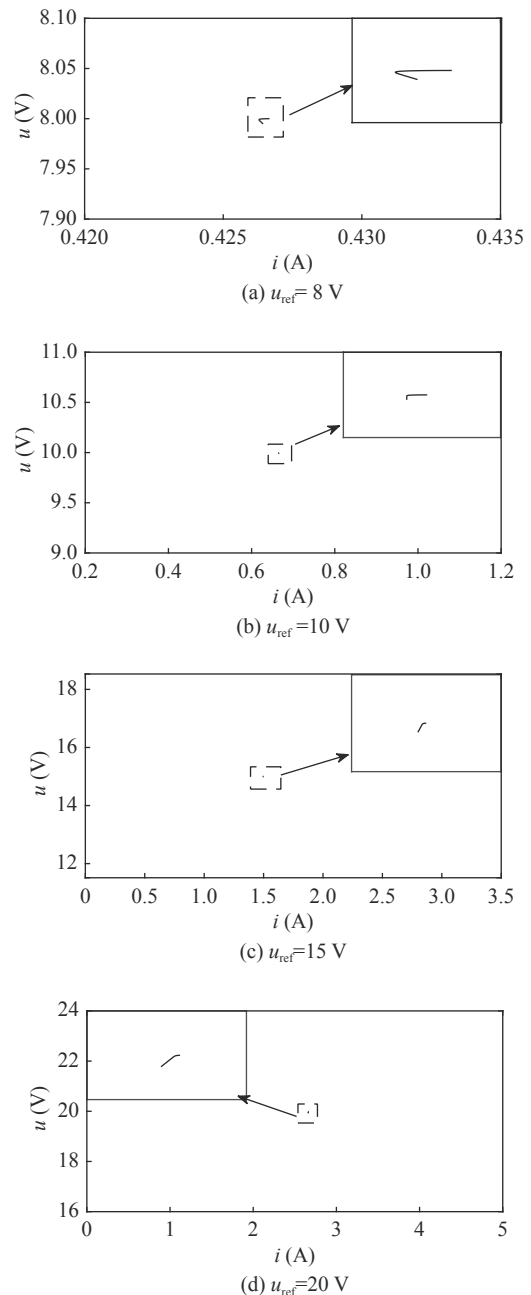 8.10
8.05
8.00
7.95
7.90
u (V)
0.420 0.425 0.430 0.435
i (A)
(a) uref= 8 V
11.0
10.5
10.0
9.0
u (V)
0.2 0.4 0.6 0.8 1.0 1.2
i (A)
(b) uref =10 V
18
16
14
12
u (V)
0 0.5 1.0 1.5 2.0 2.5 3.0 3.5
i (A)
(c) uref=15 V
24
22
20
18
16
u (V)
0 1 2 3 4 5
i (A)
(d) uref=20 V